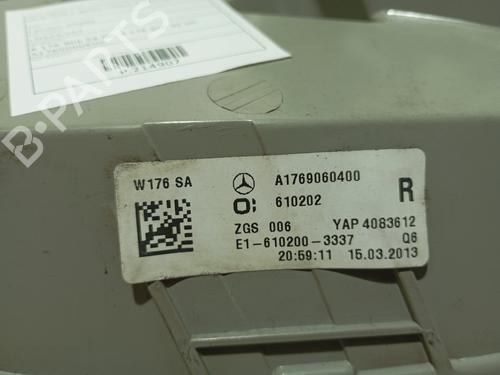 P-214907
B-PARTS
W176 SA
A1769060400
610202
R
ZGS 006 YAP 4083612
E1-610200-3337 Q6
20:59:11 15.03.2013